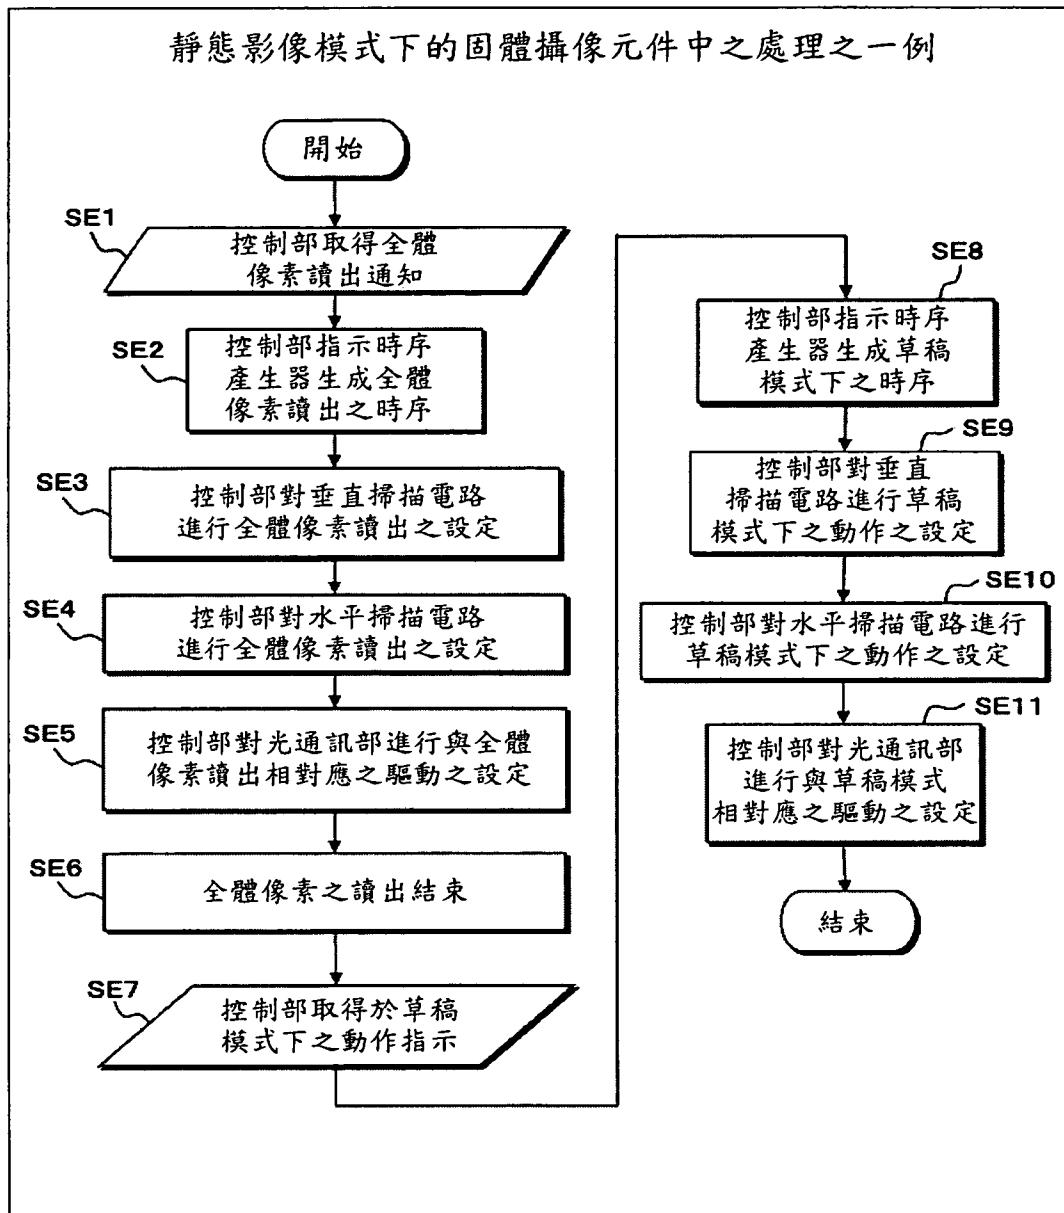 靜態影像模式下的固體攝像元件中之處理之一例
開始
SE1
控制部取得全體
像素讀出通知
SE2
控制部指示時序
產生器生成全體
像素讀出之時序
SE3
控制部對垂直掃描電路
進行全體像素讀出之設定
SE4
控制部對水平掃描電路
進行全體像素讀出之設定
SE5
控制部對光通訊部進行與全體
像素讀出相對應之驅動之設定
SE6
全體像素之讀出結束
SE7
控制部取得於草稿
模式下之動作指示
SE8
控制部指示時序
產生器生成草稿
模式下之時序
SE9
控制部對垂直
掃描電路進行草稿
模式下之動作之設定
SE10
控制部對水平掃描電路進行
草稿模式下之動作之設定
SE11
控制部對光通訊部
進行與草稿模式
相對應之驅動之設定
結束